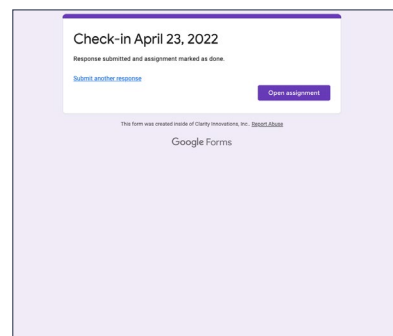 Check-in April 23, 2022
Response submitted and assignment marked as done.
Submit another response
Open assignment
This form was created inside of Clarity Innovations, Inc.. Report Abuse
Google Forms